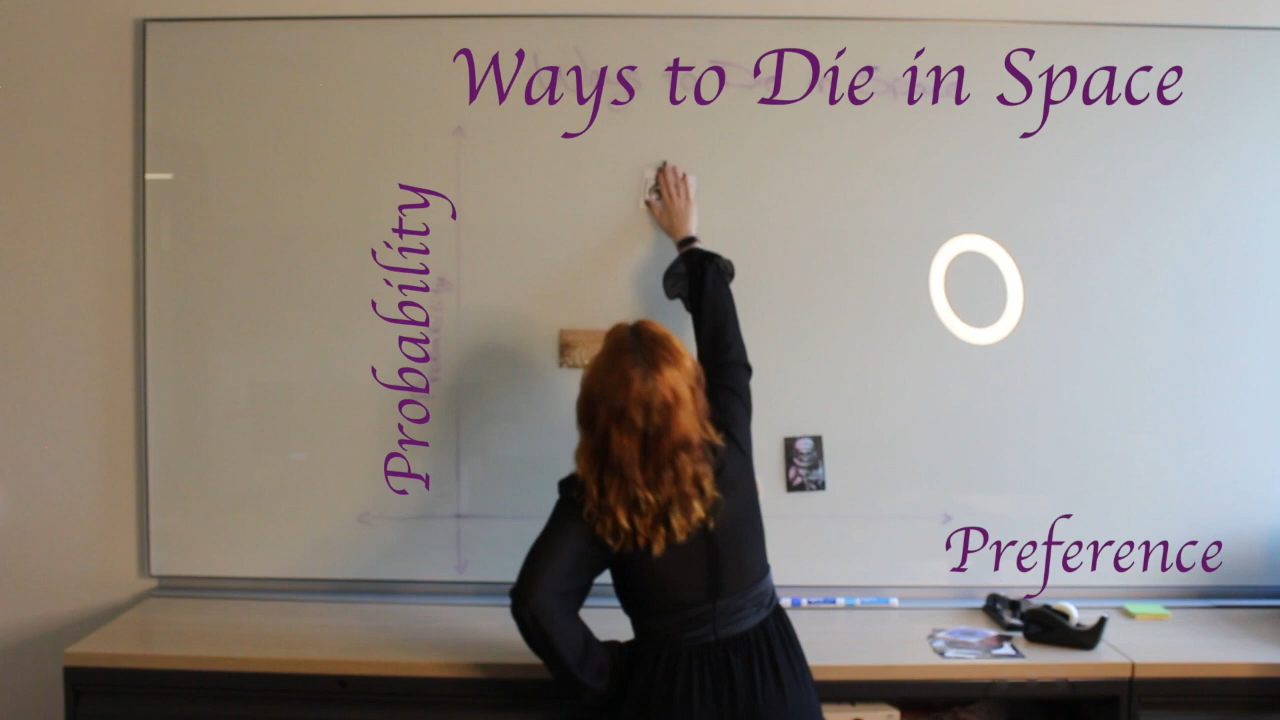 Ways to Die in Space
Probability
Preference